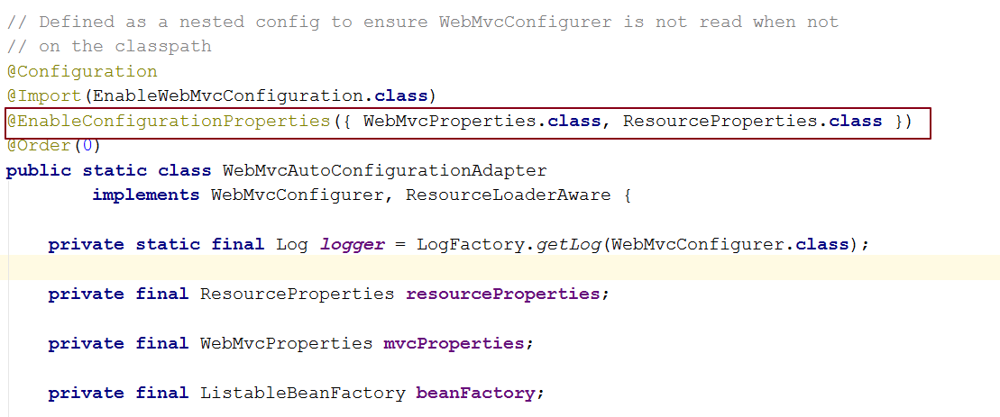 // Defined as a nested config to ensure WebMvcConfigurer is not read when not
// on the classpath
@Configuration
@Import(EnableWebMvcConfiguration.class)
@EnableConfigurationProperties({ WebMvcProperties.class, ResourceProperties.class })
@Order(0)
public static class WebMvcAutoConfigurationAdapter
implements WebMvcConfigurer, ResourceLoaderAware {
private static final Log logger = LogFactory.getLog(WebMvcConfigurer.class);
private final ResourceProperties resourceProperties;
private final WebMvcProperties mvcProperties;
private final ListableBeanFactory beanFactory;